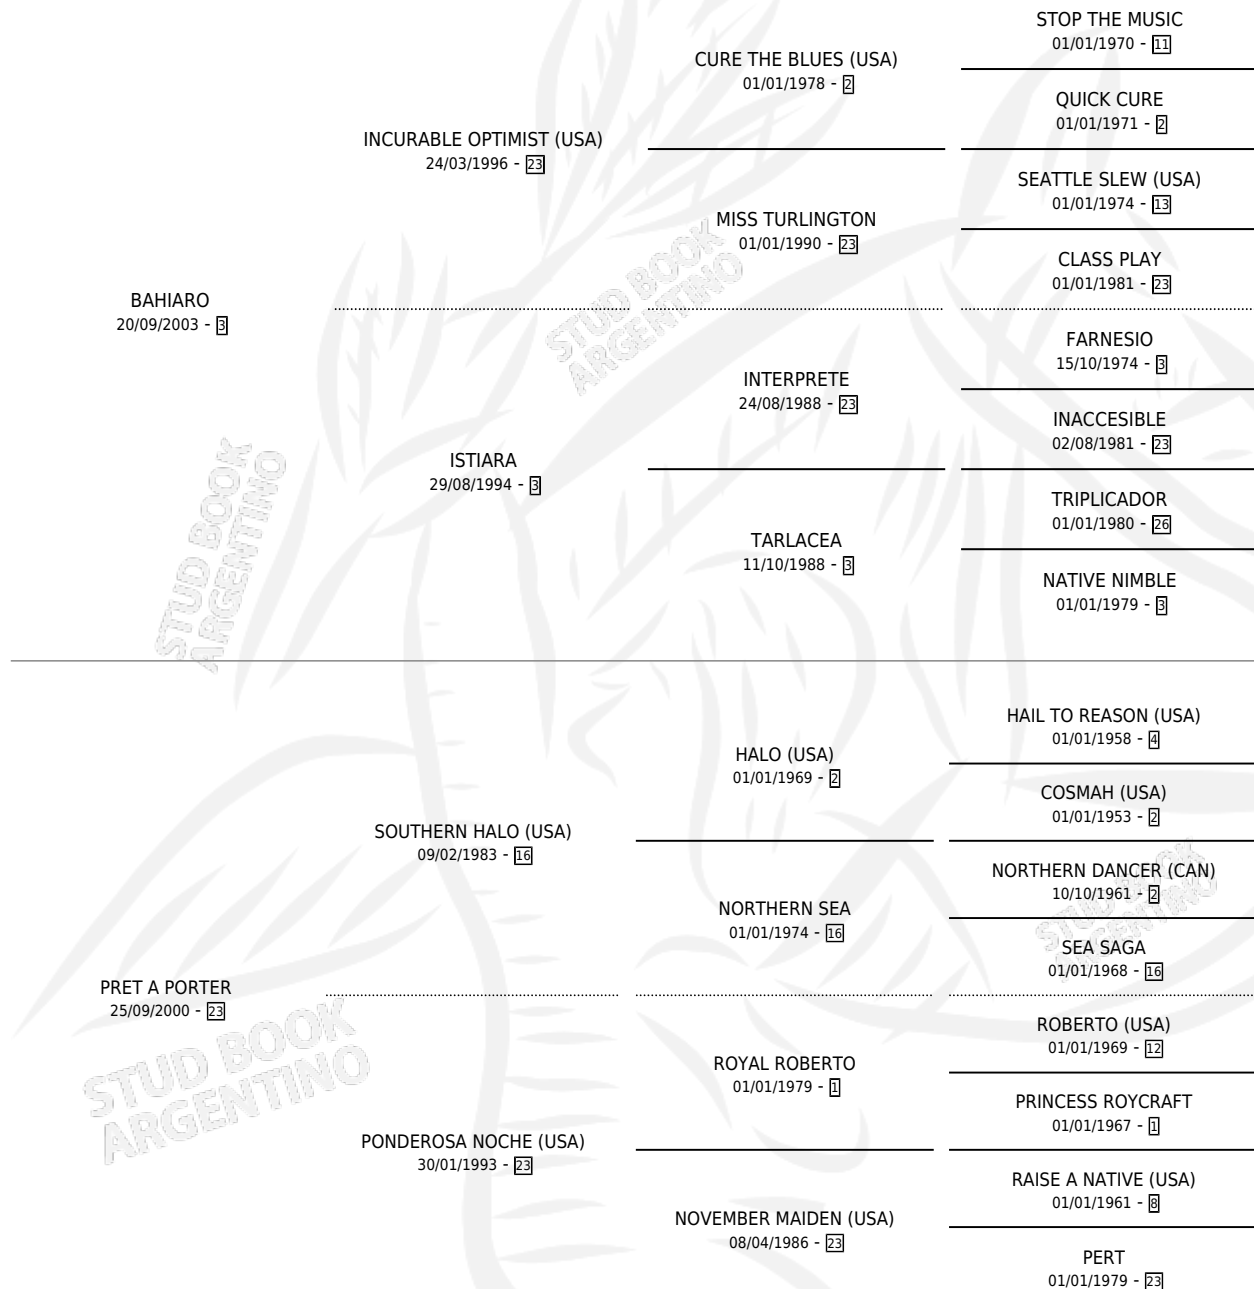 STOP THE MUSIC
01/01/1970 - 11
CURE THE BLUES (USA)
01/01/1978 - 2
QUICK CURE
01/01/1971 - 2
INCURABLE OPTIMIST (USA)
24/03/1996 - 23
SEATTLE SLEW (USA)
01/01/1974 - 13
MISS TURLINGTON
01/01/1990 - 23
CLASS PLAY
01/01/1981 - 23
BAHIARO
20/09/2003 - 3
FARNESIO
15/10/1974 - 3
INTERPRETE
24/08/1988 - 23
INACCESIBLE
02/08/1981 - 23
ISTIARA
29/08/1994 - 3
TRIPLICADOR
01/01/1980 - 26
TARLACEA
11/10/1988 - 3
NATIVE NIMBLE
01/01/1979 - 3
STUD BOOK
ARGENTINO
STUD BOOK
ARGENTINO
HAIL TO REASON (USA)
01/01/1958 - 4
HALO (USA)
01/01/1969 - 2
COSMAH (USA)
01/01/1953 - 2
SOUTHERN HALO (USA)
09/02/1983 - 16
NORTHERN DANCER (CAN)
10/10/1961 - 2
NORTHERN SEA
01/01/1974 - 16
SEA SAGA
01/01/1968 - 16
STUD BOOK
ARGENTINO
PRET A PORTER
25/09/2000 - 23
ROBERTO (USA)
01/01/1969 - 12
ROYAL ROBERTO
01/01/1979 - 1
PRINCESS ROYCRAFT
01/01/1967 - 1
STUD BOOK
ARGENTINO
PONDEROSA NOCHE (USA)
30/01/1993 - 23
RAISE A NATIVE (USA)
01/01/1961 - 8
NOVEMBER MAIDEN (USA)
08/04/1986 - 23
PERT
01/01/1979 - 23